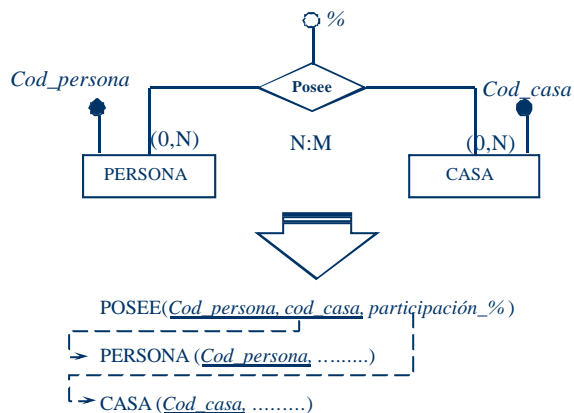 %
Cod_persona
Posee
Cod_casa
(0,N)
N:M
(0,N)
PERSONA
CASA
POSEE(Cod_persona, cod_casa, participación_%)
PERSONA (Cod_persona, .........)
CASA (Cod_casa, .........)